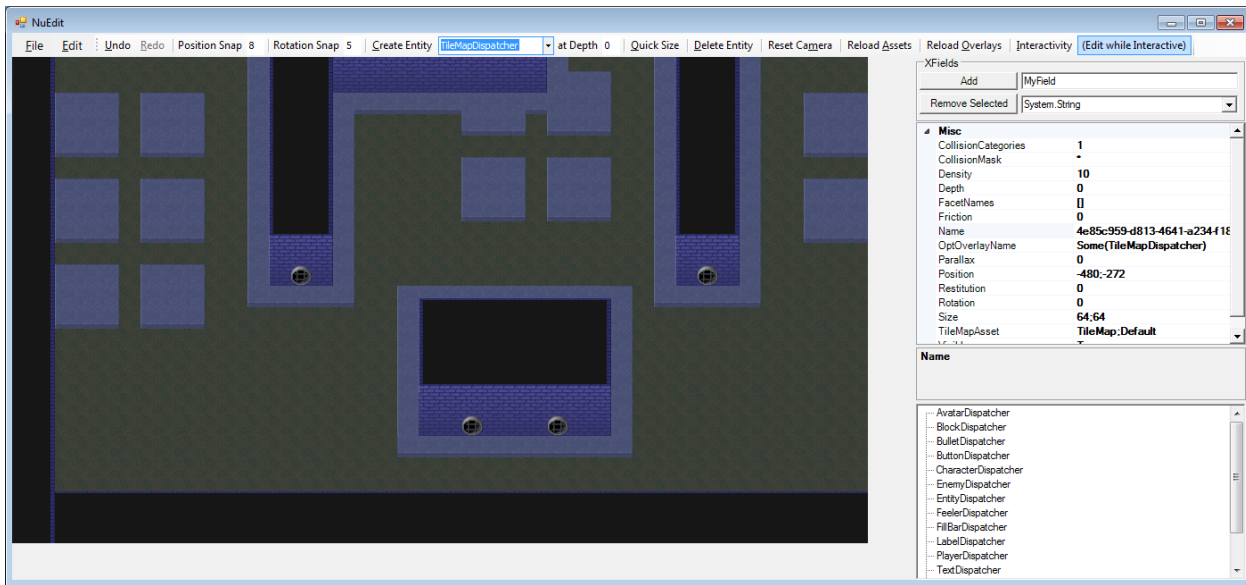 NuEdit
File Edit Undo Redo Position Snap 8 Rotation Snap 5 Create Entity TileMapDispatcher at Depth 0 Quick Size Delete Entity Reset Camera Reload Assets Reload Overlays Interactivity (Edit while Interactive)
XFields
Add MyField
Remove Selected System.String
Misc
CollisionCategories 1
CollisionMask *
Density 10
Depth 0
FacetNames []
Friction 0
Name 4e85c959-d813-4641-a234-f18
OptOverlayName Some(TileMapDispatcher)
Parallax 0
Position -480;-272
Restitution 0
Rotation 0
Size 64;64
TileMapAsset TileMap;Default
Name
AvatarDispatcher
BlockDispatcher
BulletDispatcher
ButtonDispatcher
CharacterDispatcher
EnemyDispatcher
EntityDispatcher
FeelerDispatcher
FillBarDispatcher
LabelDispatcher
PlayerDispatcher
TextDispatcher